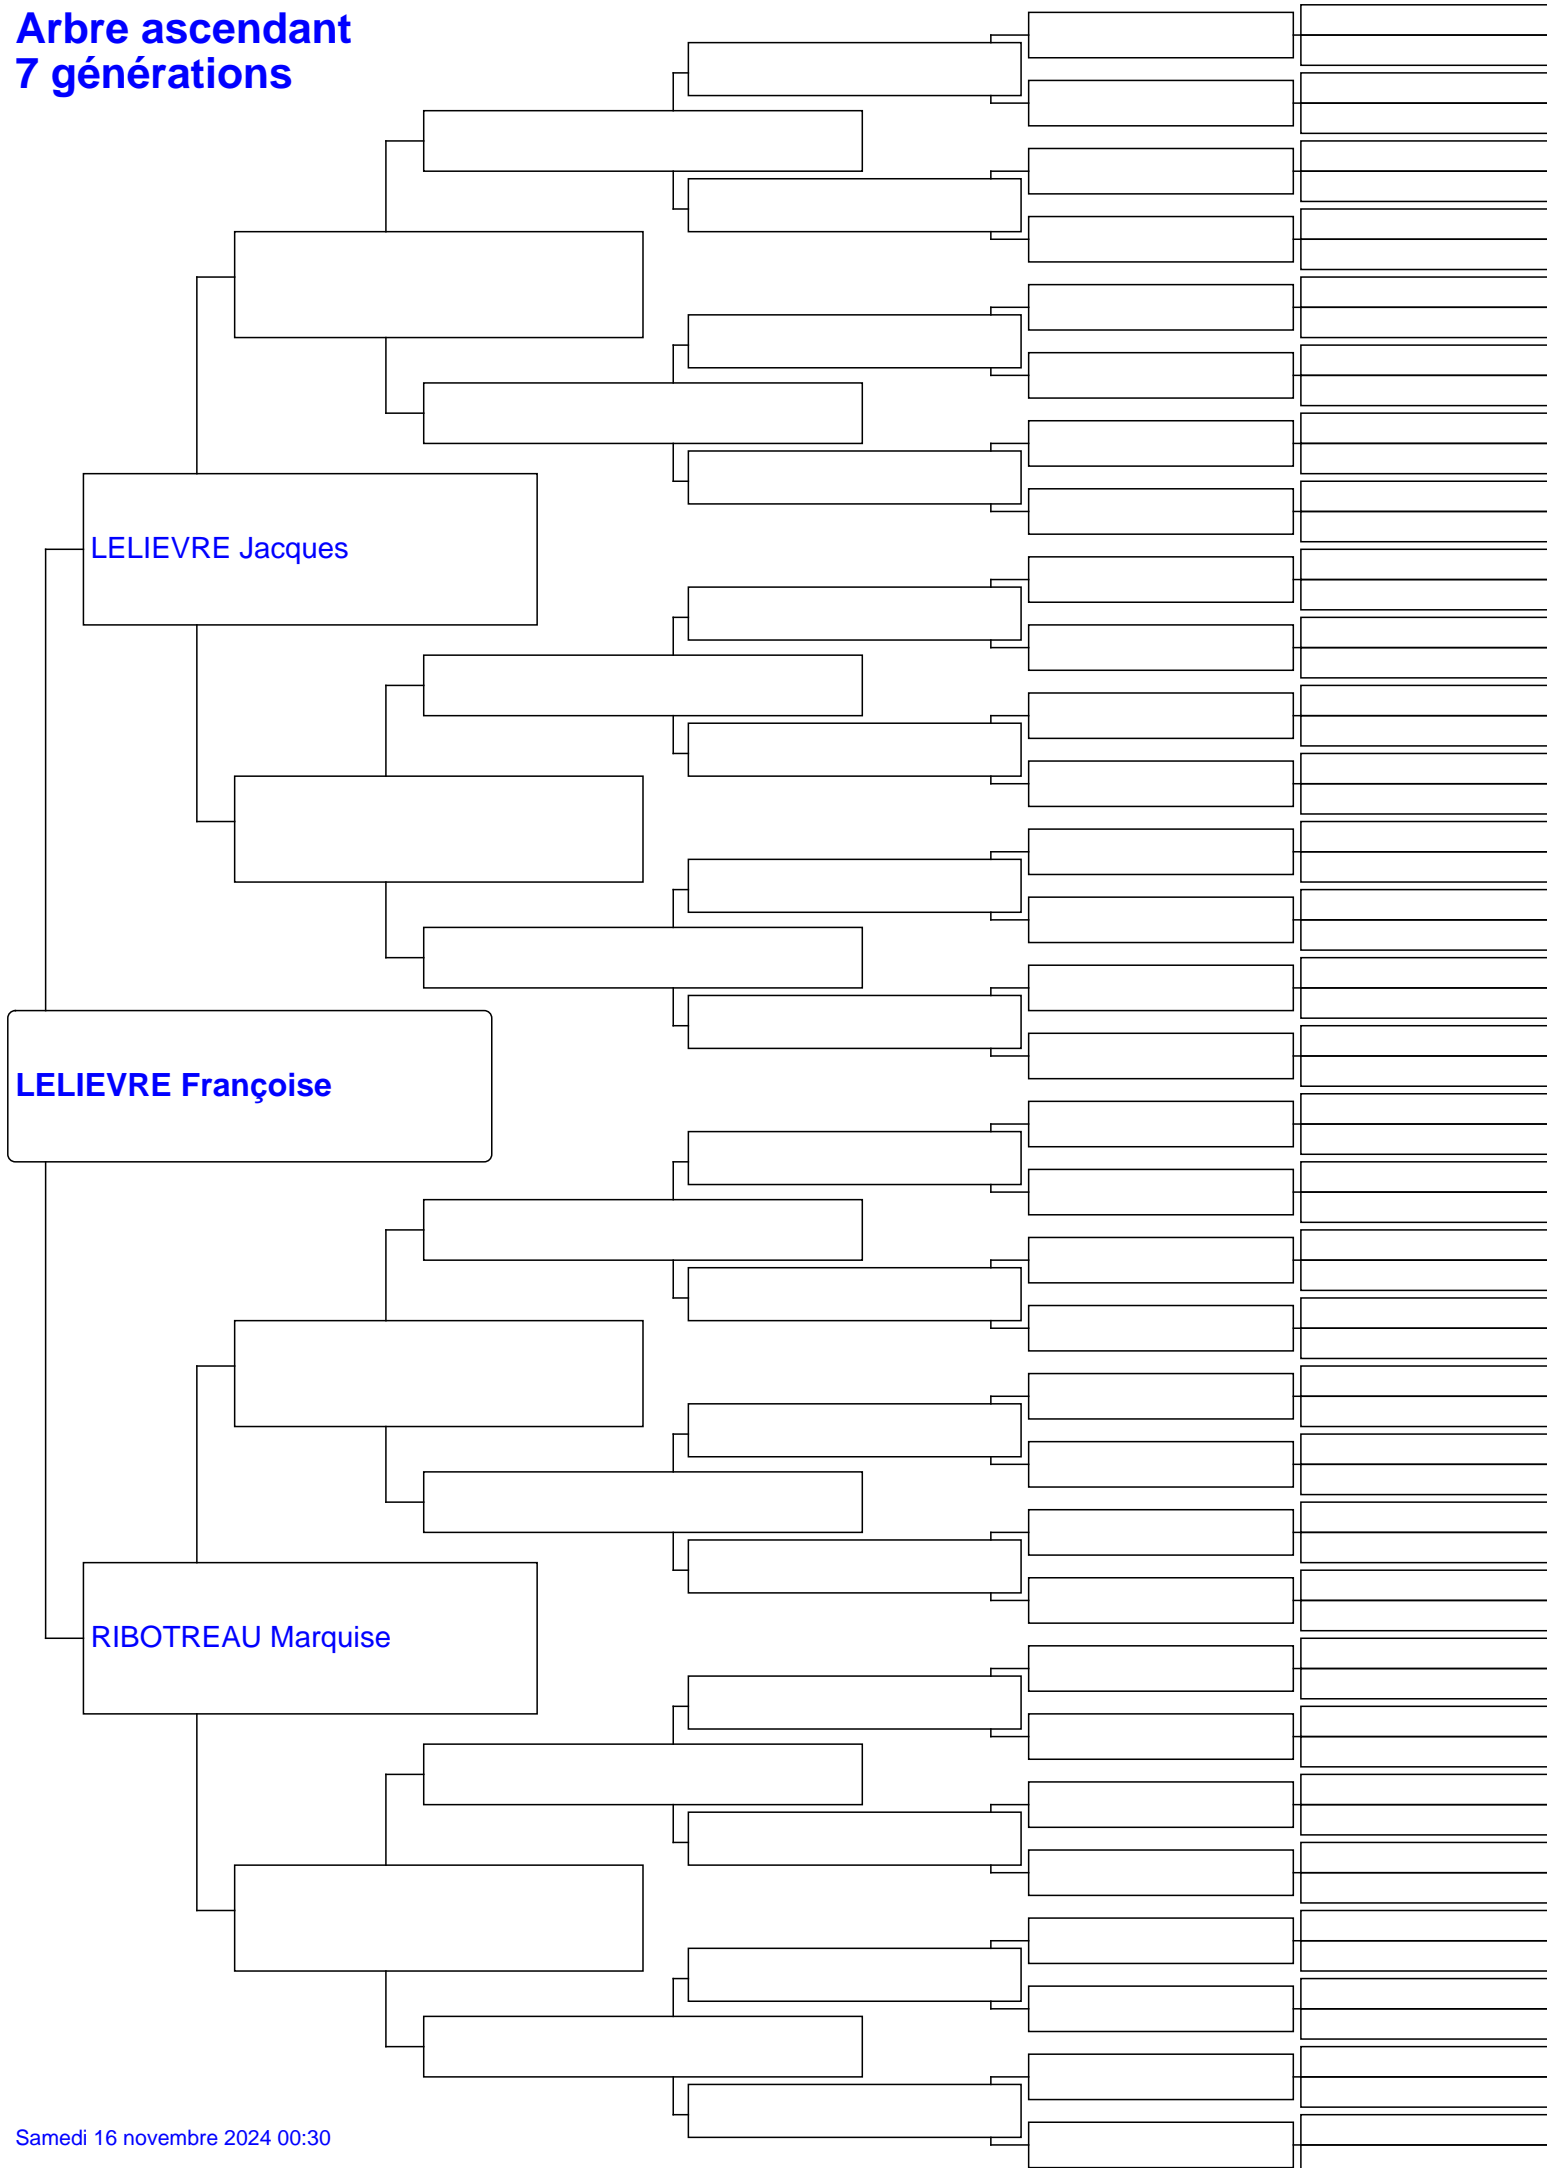 Arbre ascendant
7 générations
LELIEVRE Jacques
LELIEVRE Françoise
RIBOTREAU Marquise
Samedi 16 novembre 2024 00:30